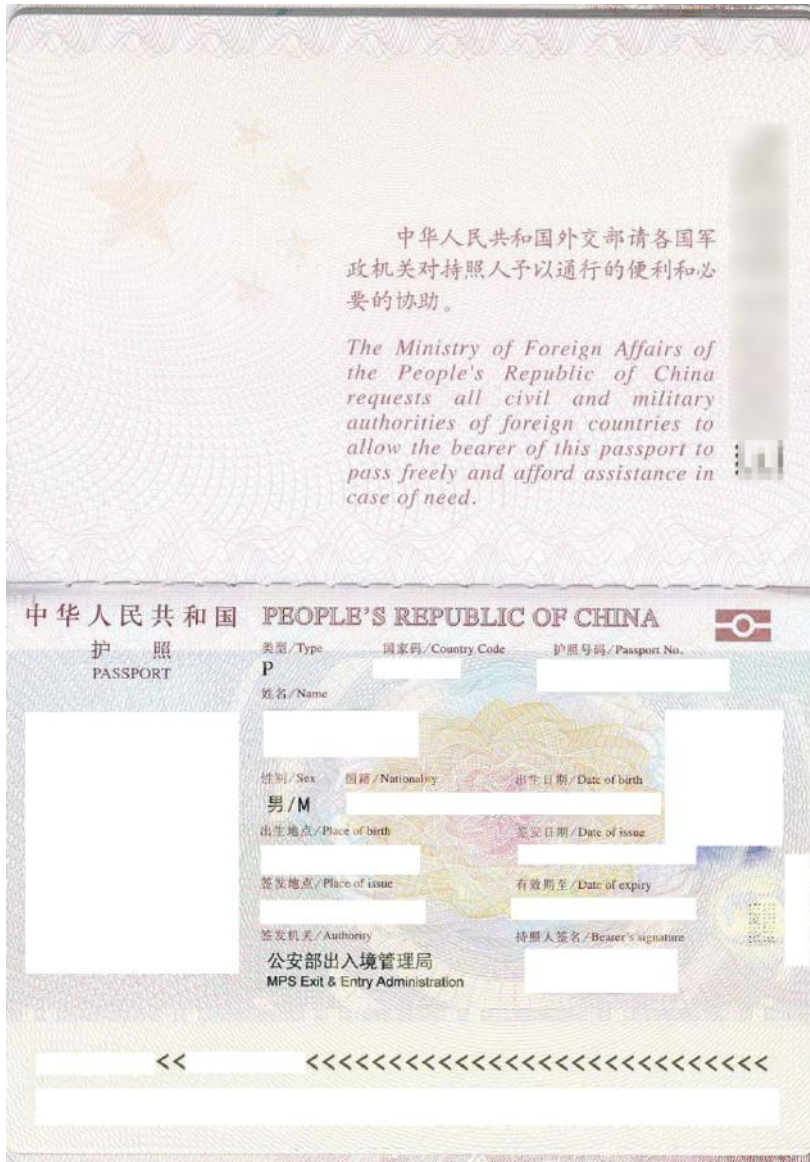 中华人民共和国外交部请各国军
政机关对持照人予以通行的便利和必
要的协助。
The Ministry of Foreign Affairs of
the People's Republic of China
requests all civil and military
authorities of foreign countries to
allow the bearer of this passport to
pass freely and afford assistance in
case of need.
中华人民共和国 PEOPLE'S REPUBLIC OF CHINA
护 照
PASSPORT
类型/Type 国家码/Country Code 护照号码/Passport No.
P
姓名/Name
性别/Sex 国籍/Nationality 出生日期/Date of birth
男/M
出生地点/Place of birth 签发日期/Date of issue
签发地点/Place of issue 有效期至/Date of expiry
签发机关/Authority 持照人签名/Bearer's signature
公安部出入境管理局
MPS Exit & Entry Administration
<< <<<<<<<<<<<<<<<<<<<<<<<<<<<<